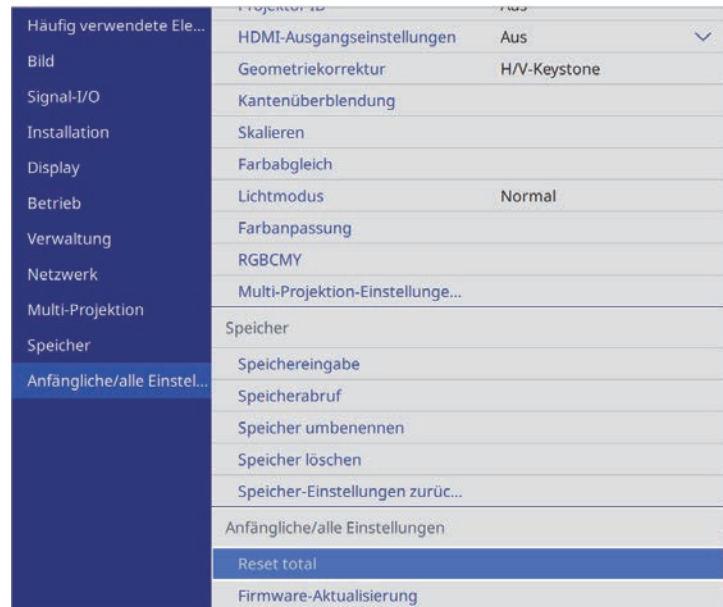 Häufig verwendete Ele...
Bild
Signal-I/O
Installation
Display
Betrieb
Verwaltung
Netzwerk
Multi-Projektion
Speicher
Anfängliche/alle Einstel...
HDMI-Ausgangseinstellungen Aus
Geometriekorrektur H/V-Keystone
Kantenüberblendung
Skalieren
Farbabgleich
Lichtmodus Normal
Farbanpassung
RGBCMY
Multi-Projektion-Einstellunge...
Speicher
Speichereingabe
Speicherabruf
Speicher umbenennen
Speicher löschen
Speicher-Einstellungen zurüc...
Anfängliche/alle Einstellungen
Reset total
Firmware-Aktualisierung